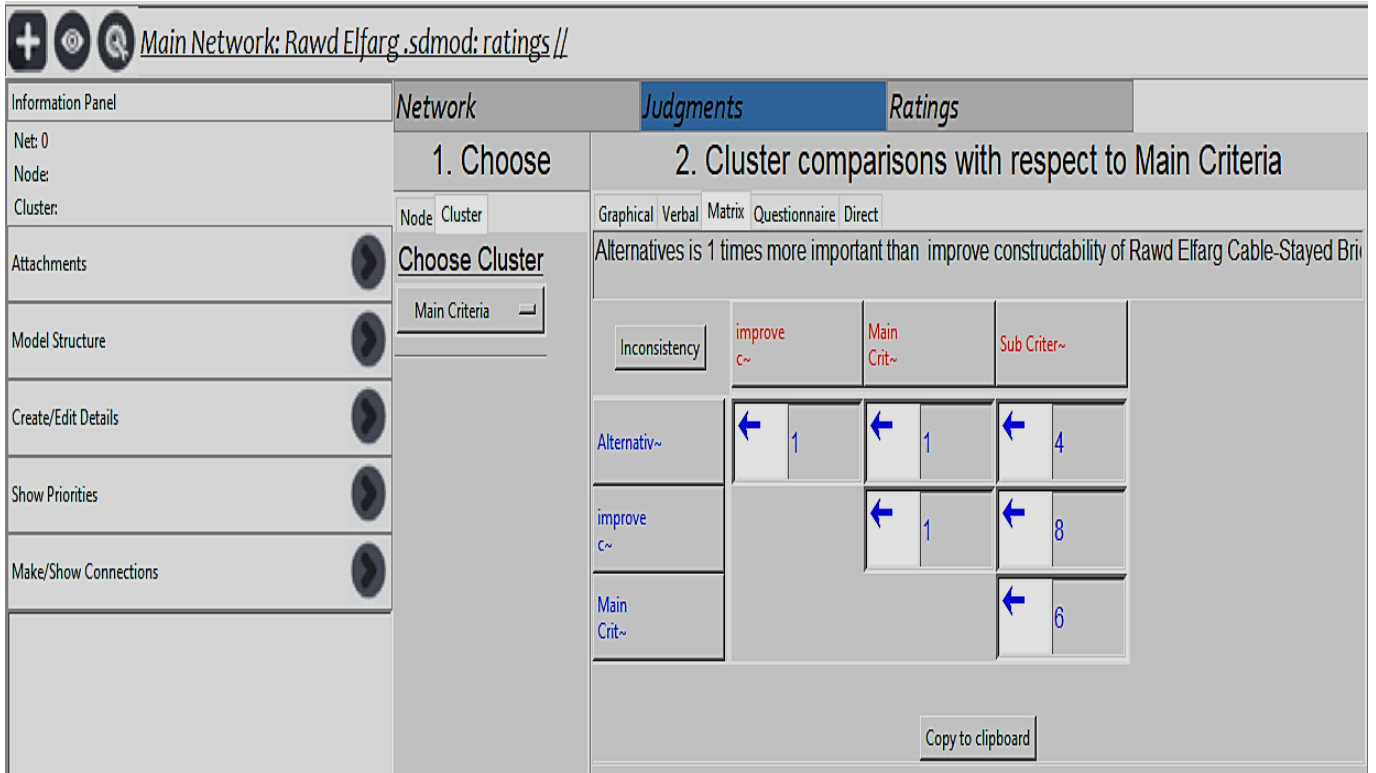 Main Network: Rawd Elfarg .sdmod: ratings //
Information Panel
Net: 0
Node:
Cluster:
Attachments
Model Structure
Create/Edit Details
Show Priorities
Make/Show Connections
Network
Judgments
Ratings
1. Choose
Node Cluster
Choose Cluster
Main Criteria
2. Cluster comparisons with respect to Main Criteria
Graphical Verbal Matrix Questionnaire Direct
Alternatives is 1 times more important than improve constructability of Rawd Elfarg Cable-Stayed Bri
Inconsistency
improve
c~
Main
Crit~
Sub Criter~
Alternativ~
← 1 ← 1 ← 4
improve
c~
← 1 ← 8
Main
Crit~
← 6
Copy to clipboard